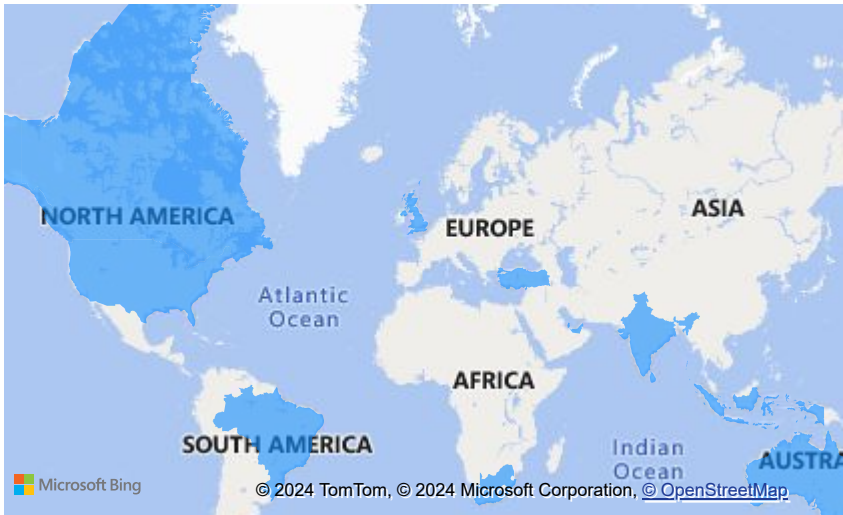 NORTH AMERICA
EUROPE
ASIA
Atlantic
Ocean
AFRICA
SOUTH AMERICA
Indian
Ocean
AUSTRA
Microsoft Bing
© 2024 TomTom, © 2024 Microsoft Corporation, © OpenStreetMap